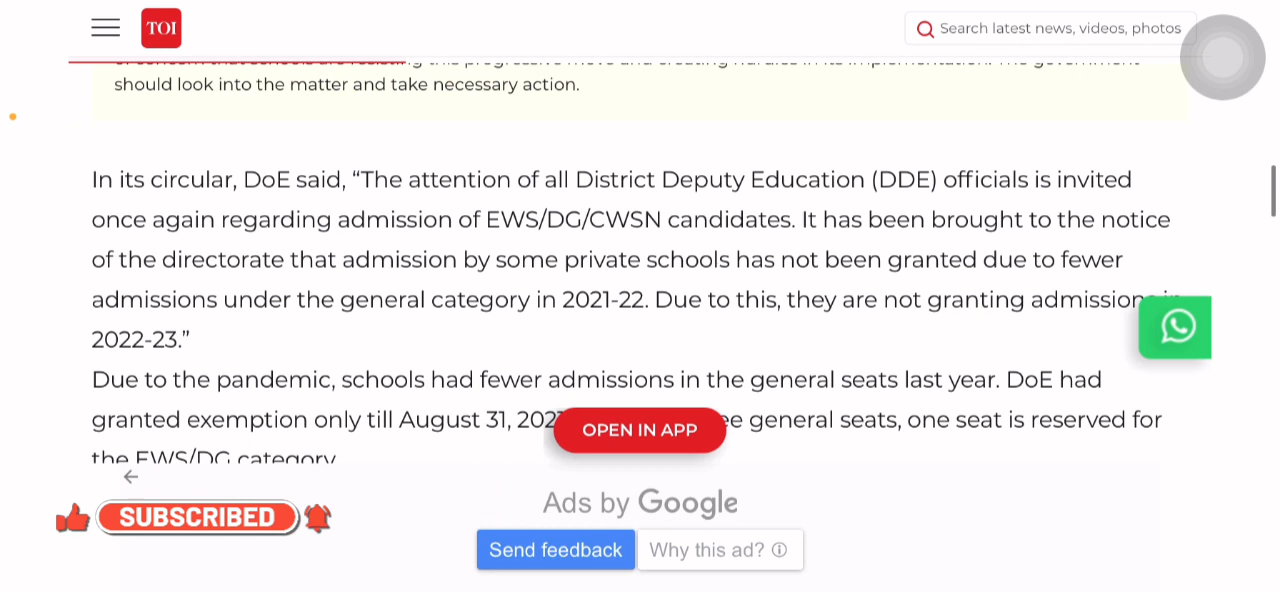 TOI
Search latest news, videos, photos
should look into the matter and take necessary action.
In its circular, DoE said, “The attention of all District Deputy Education (DDE) officials is invited
once again regarding admission of EWS/DG/CWSN candidates. It has been brought to the notice
of the directorate that admission by some private schools has not been granted due to fewer
admissions under the general category in 2021-22. Due to this, they are not granting admissions in
2022-23.”
Due to the pandemic, schools had fewer admissions in the general seats last year. DoE had
granted exemption only till August 31, general seats, one seat is reserved for
OPEN IN APP
the EWS/DG category
SUBSCRIBED
Ads by Google
Send feedback
Why this ad?